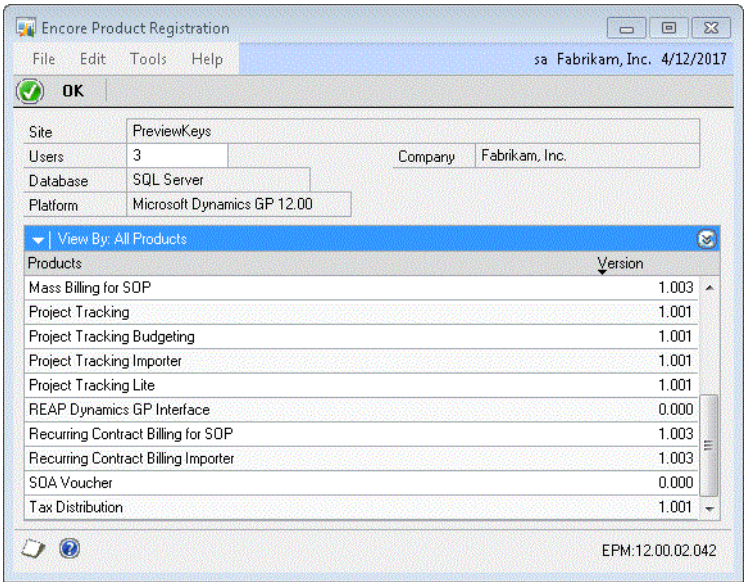 Encore Product Registration
File Edit Tools Help sa Fabrikam, Inc. 4/12/2017
OK
Site PreviewKeys
Users 3 Company Fabrikam, Inc.
Database SQL Server
Platform Microsoft Dynamics GP 12.00
View By: All Products
Products Version
Mass Billing for SOP 1.003
Project Tracking 1.001
Project Tracking Budgeting 1.001
Project Tracking Importer 1.001
Project Tracking Lite 1.001
REAP Dynamics GP Interface 0.000
Recurring Contract Billing for SOP 1.003
Recurring Contract Billing Importer 1.003
SOA Voucher 0.000
Tax Distribution 1.001
EPM:12.00.02.042